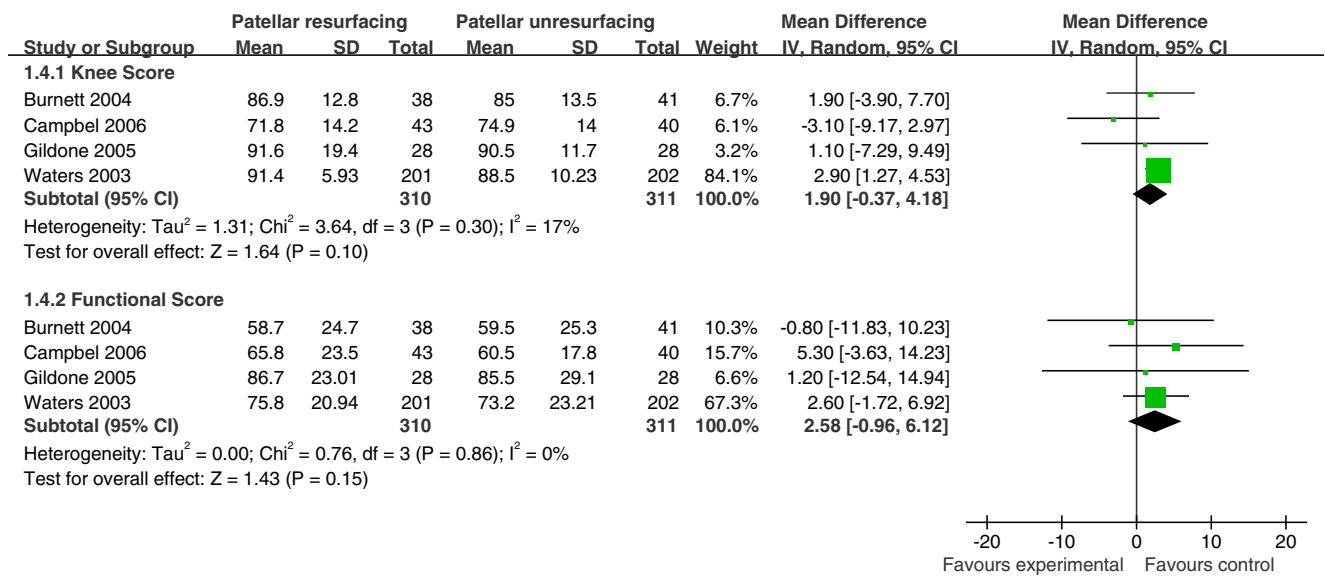 Patellar resurfacing Patellar unresurfacing Mean Difference Mean Difference
Study or Subgroup Mean SD Total Mean SD Total Weight IV, Random, 95% CI IV, Random, 95% CI
1.4.1 Knee Score
Burnett 2004 86.9 12.8 38 85 13.5 41 6.7% 1.90 [-3.90, 7.70]
Campbel 2006 71.8 14.2 43 74.9 14 40 6.1% -3.10 [-9.17, 2.97]
Gildone 2005 91.6 19.4 28 90.5 11.7 28 3.2% 1.10 [-7.29, 9.49]
Waters 2003 91.4 5.93 201 88.5 10.23 202 84.1% 2.90 [1.27, 4.53]
Subtotal (95% CI) 310 311 100.0% 1.90 [-0.37, 4.18]
Heterogeneity: Tau² = 1.31; Chi² = 3.64, df = 3 (P = 0.30); I² = 17%
Test for overall effect: Z = 1.64 (P = 0.10)
1.4.2 Functional Score
Burnett 2004 58.7 24.7 38 59.5 25.3 41 10.3% -0.80 [-11.83, 10.23]
Campbel 2006 65.8 23.5 43 60.5 17.8 40 15.7% 5.30 [-3.63, 14.23]
Gildone 2005 86.7 23.01 28 85.5 29.1 28 6.6% 1.20 [-12.54, 14.94]
Waters 2003 75.8 20.94 201 73.2 23.21 202 67.3% 2.60 [-1.72, 6.92]
Subtotal (95% CI) 310 311 100.0% 2.58 [-0.96, 6.12]
Heterogeneity: Tau² = 0.00; Chi² = 0.76, df = 3 (P = 0.86); I² = 0%
Test for overall effect: Z = 1.43 (P = 0.15)
-20 -10 0 10 20
Favours experimental Favours control